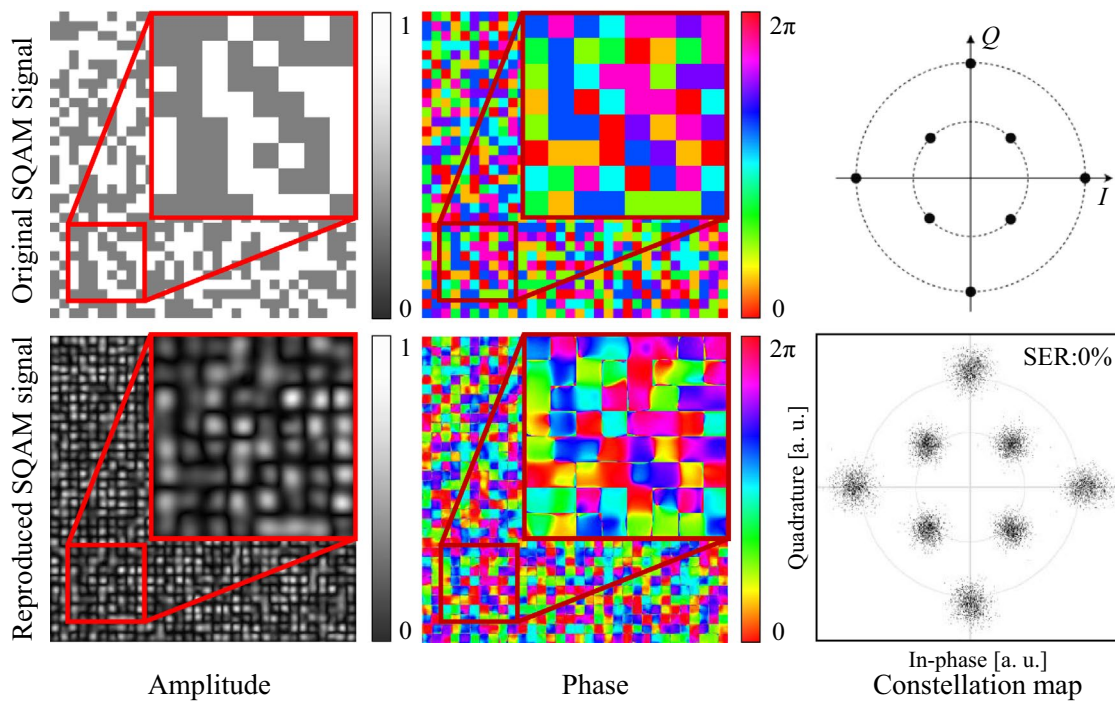 Original SQAM Signal
1
0
2π
0
Q
I
Reproduced SQAM signal
1
0
2π
0
Quadrature [a. u.]
SER:0%
In-phase [a. u.]
Amplitude
Phase
Constellation map